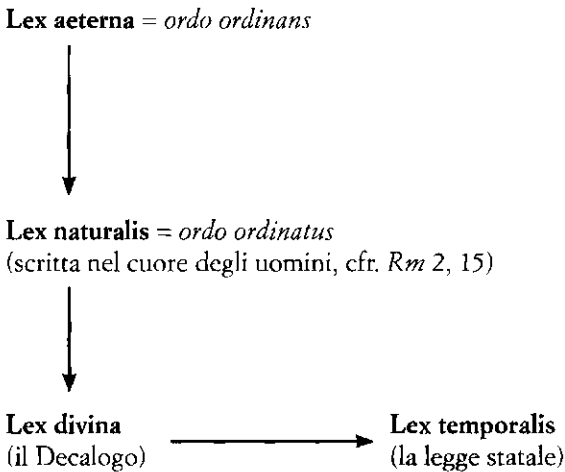 Lex aeterna = ordo ordinans
Lex naturalis = ordo ordinatus
(scritta nel cuore degli uomini, cfr. Rm 2, 15)
Lex divina
(il Decalogo)
Lex temporalis
(la legge statale)